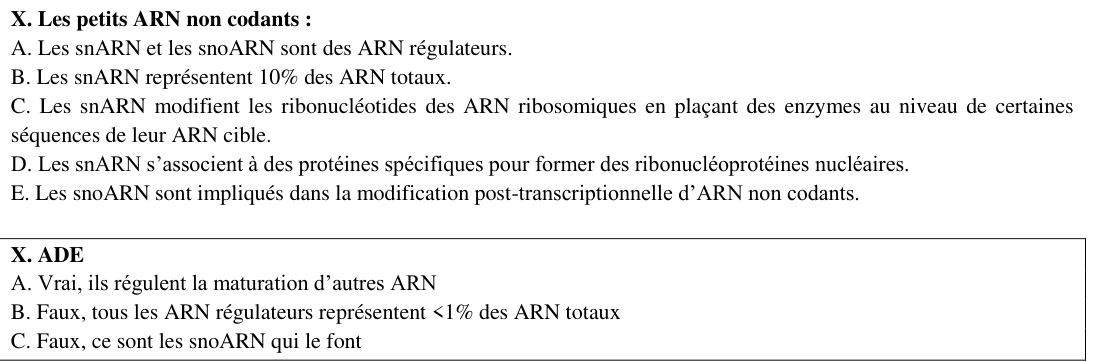 X. Les petits ARN non codants :
A. Les snARN et les snoARN sont des ARN régulateurs.
B. Les snARN représentent 10% des ARN totaux.
C. Les snARN modifient les ribonucléotides des ARN ribosomiques en plaçant des enzymes au niveau de certaines
séquences de leur ARN cible.
D. Les snARN s’associent à des protéines spécifiques pour former des ribonucléoprotéines nucléaires.
E. Les snoARN sont impliqués dans la modification post-transcriptionnelle d’ARN non codants.
X. ADE
A. Vrai, ils régulent la maturation d’autres ARN
B. Faux, tous les ARN régulateurs représentent <1% des ARN totaux
C. Faux, ce sont les snoARN qui le font